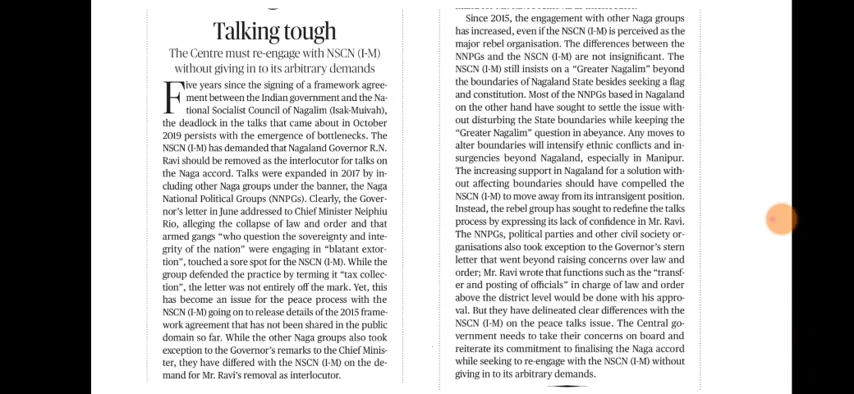 Talking tough
The Centre must re-engage with NSCN (I-M)
without giving in to its arbitrary demands
Five years since the signing of a framework agree-
ment between the Indian government and the Na-
tional Socialist Council of Nagalim (Isak-Muivah),
the deadlock in the talks that came about in October
2019 persists with the emergence of bottlenecks. The
NSCN (I-M) has demanded that Nagaland Governor R.N.
Ravi should be removed as the interlocutor for talks on
the Naga accord. Talks were expanded in 2017 by in-
cluding other Naga groups under the banner, the Naga
National Political Groups (NNPGs). Clearly, the Gover-
nor's letter in June addressed to Chief Minister Neiphiu
Rio, alleging the collapse of law and order and that
armed gangs “who question the sovereignty and inte-
grity of the nation” were engaging in “blatant extor-
tion”, touched a sore spot for the NSCN (I-M). While the
group defended the practice by terming it “tax collec-
tion”, the letter was not entirely off the mark. Yet, this
has become an issue for the peace process with the
NSCN (I-M) going on to release details of the 2015 frame-
work agreement that has not been shared in the public
domain so far. While the other Naga groups also took
exception to the Governor's remarks to the Chief Minis-
ter, they have differed with the NSCN (I-M) on the de-
mand for Mr. Ravi's removal as interlocutor.
Since 2015, the engagement with other Naga groups
has increased, even if the NSCN (I-M) is perceived as the
major rebel organisation. The differences between the
NNPGs and the NSCN (I-M) are not insignificant. The
NSCN (I-M) still insists on a “Greater Nagalim” beyond
the boundaries of Nagaland State besides seeking a flag
and constitution. Most of the NNPGs based in Nagaland
on the other hand have sought to settle the issue with-
out disturbing the State boundaries while keeping the
“Greater Nagalim” question in abeyance. Any moves to
alter boundaries will intensify ethnic conflicts and in-
surgencies beyond Nagaland, especially in Manipur.
The increasing support in Nagaland for a solution with-
out affecting boundaries should have compelled the
NSCN (I-M) to move away from its intransigent position.
Instead, the rebel group has sought to redefine the talks
process by expressing its lack of confidence in Mr. Ravi.
The NNPGs, political parties and other civil society or-
ganisations also took exception to the Governor's stern
letter that went beyond raising concerns over law and
order; Mr. Ravi wrote that functions such as the “transf-
er and posting of officials” in charge of law and order
above the district level would be done with his appro-
val. But they have delineated clear differences with the
NSCN (I-M) on the peace talks issue. The Central go-
vernment needs to take their concerns on board and
reiterate its commitment to finalising the Naga accord
while seeking to re-engage with the NSCN (I-M) without
giving in to its arbitrary demands.